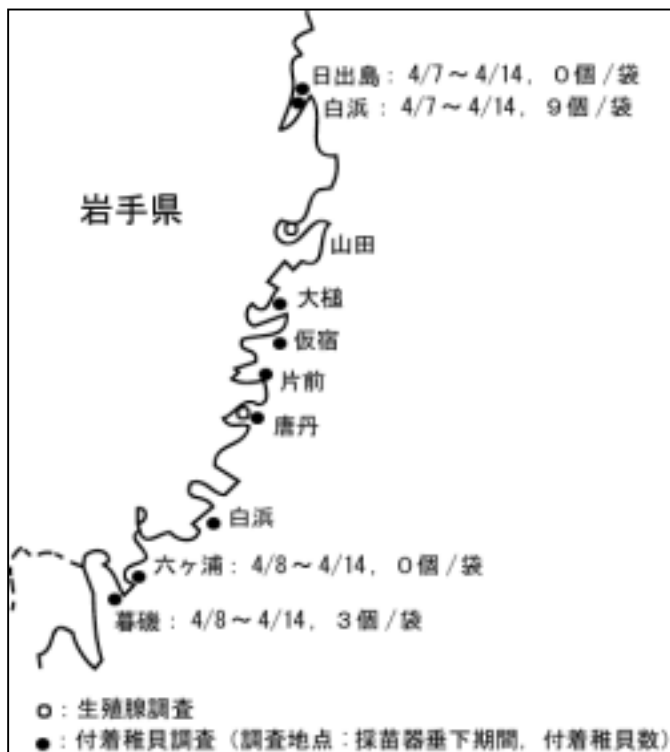 日出島：4/7～4/14，0個/袋
白浜：4/7～4/14，9個/袋
岩手県
山田
大槌
仮宿
片前
唐丹
白浜
六ヶ浦：4/8～4/14，0個/袋
暮磯：4/8～4/14，3個/袋
○：生殖腺調査
●：付着稚貝調査（調査地点：採苗器垂下期間，付着稚貝数）